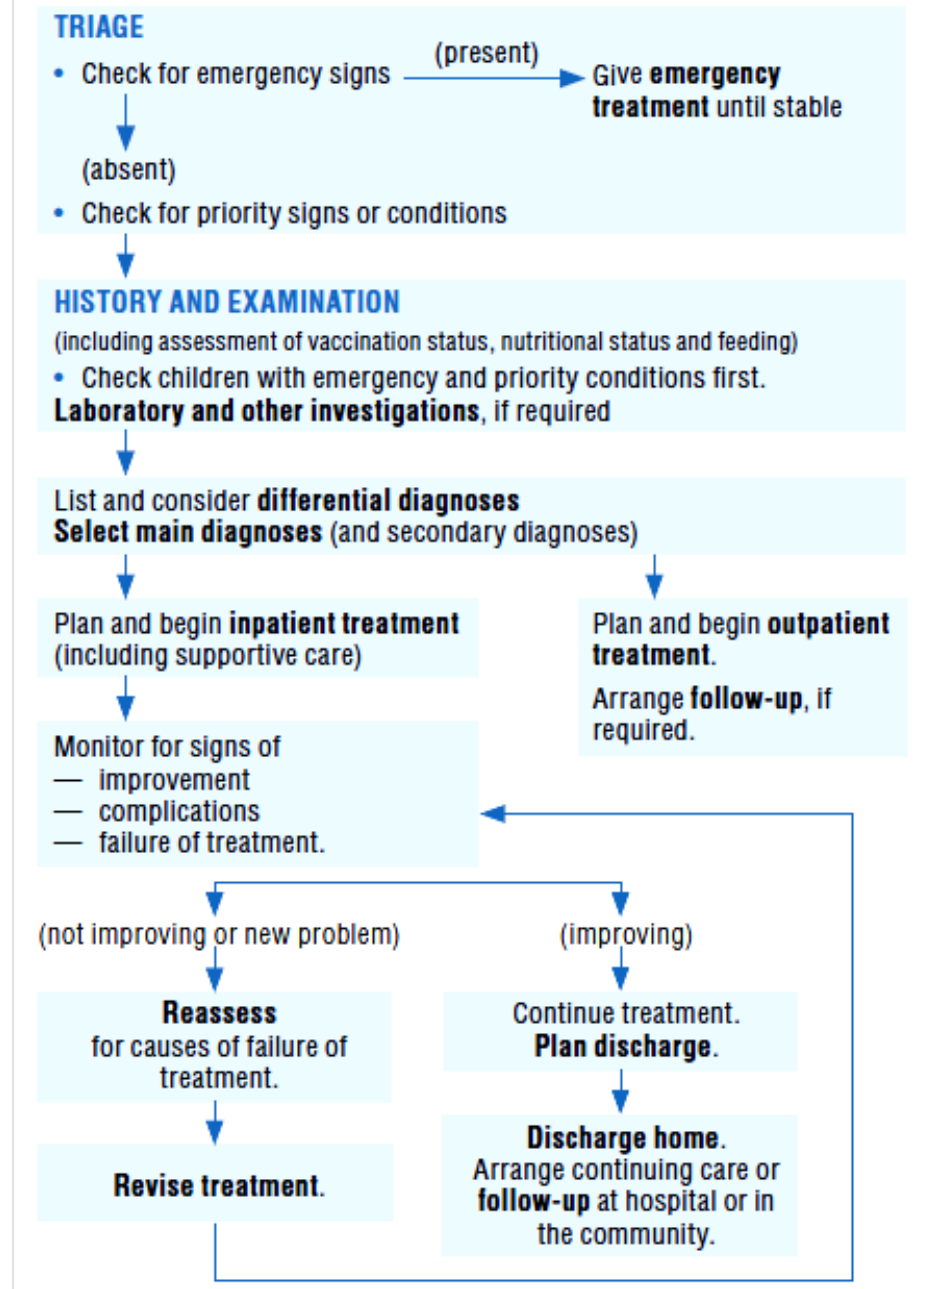 TRIAGE
• Check for emergency signs
(present)
Give emergency
treatment until stable
(absent)
• Check for priority signs or conditions
HISTORY AND EXAMINATION
(including assessment of vaccination status, nutritional status and feeding)
• Check children with emergency and priority conditions first.
Laboratory and other investigations, if required
List and consider differential diagnoses
Select main diagnoses (and secondary diagnoses)
Plan and begin inpatient treatment
(including supportive care)
Plan and begin outpatient
treatment.
Arrange follow-up, if
required.
Monitor for signs of
— improvement
— complications
— failure of treatment.
(not improving or new problem)
(improving)
Reassess
for causes of failure of
treatment.
Continue treatment.
Plan discharge.
Revise treatment.
Discharge home.
Arrange continuing care or
follow-up at hospital or in
the community.